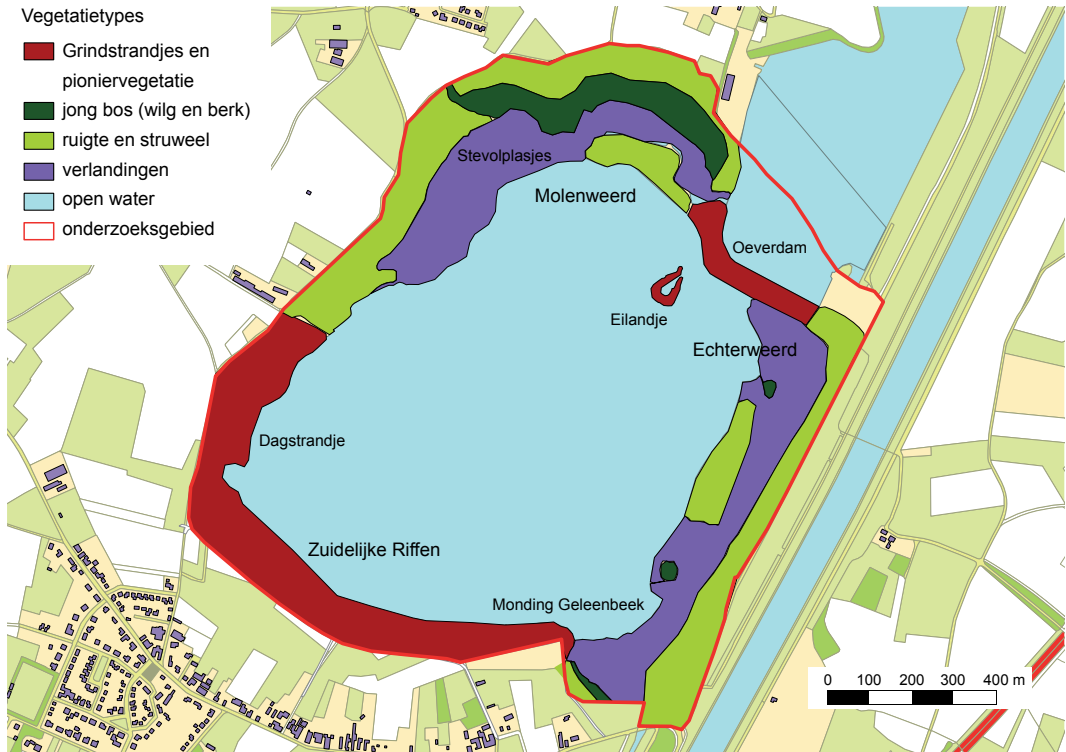 Vegetatietypes
Grindstrandjes en
pioniervegetatie
jong bos (wilg en berk)
ruigte en struweel
verlandingen
open water
onderzoeksgebied
Stevolplasjes
Molenweerd
Oeverdam
Eilandje
Echterweerd
Dagstrandje
Zuidelijke Riffen
Monding Geleenbeek
0 100 200 300 400 m